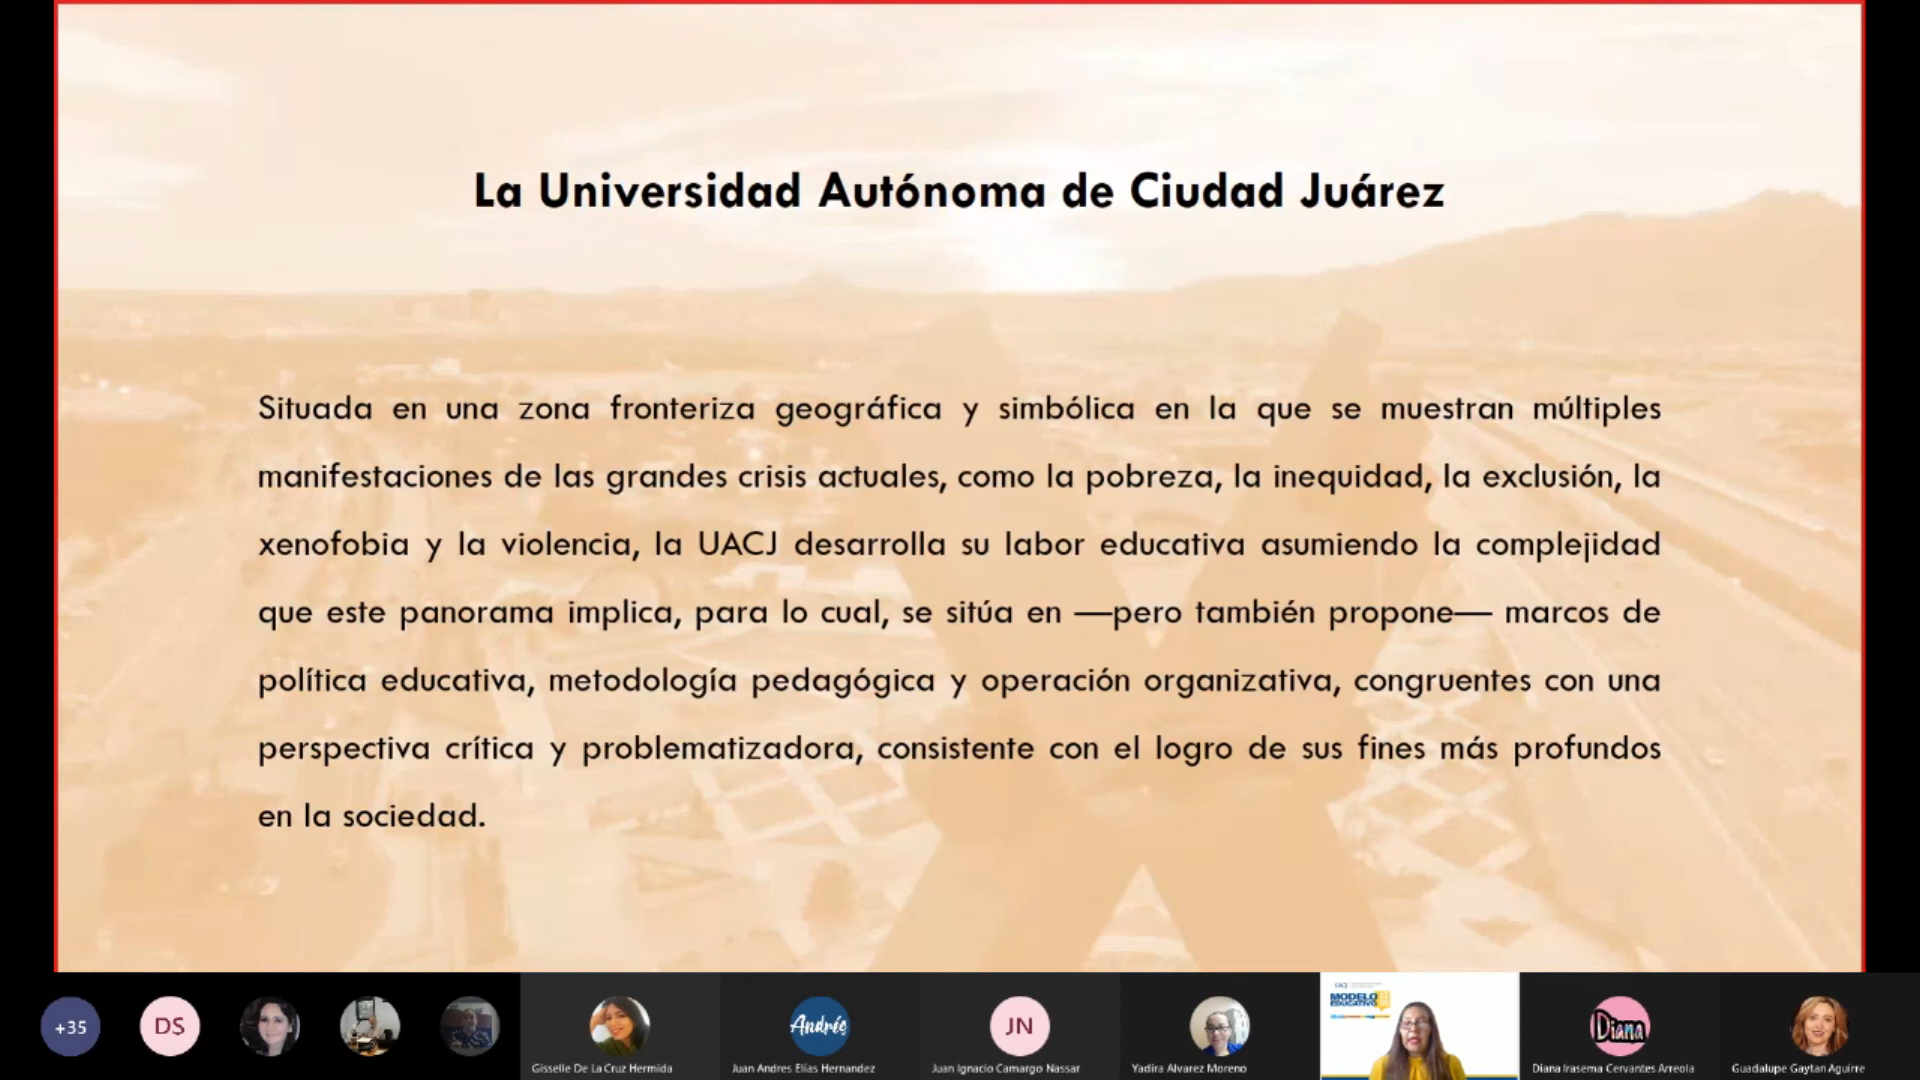 La Universidad Autónoma de Ciudad Juárez
Situada en una zona fronteriza geográfica y simbólica en la que se muestran múltiples
manifestaciones de las grandes crisis actuales, como la pobreza, la inequidad, la exclusión, la
xenofobia y la violencia, la UACJ desarrolla su labor educativa asumiendo la complejidad
que este panorama implica, para lo cual, se sitúa en —pero también propone— marcos de
política educativa, metodología pedagógica y operación organizativa, congruentes con una
perspectiva crítica y problematizadora, consistente con el logro de sus fines más profundos
en la sociedad.
+35
DS
Andrés
JN
UACJ
MODELO
EDUCATIVO
Diana
Gisselle De La Cruz Hermida
Juan Andres Elías Hernandez
Juan Ignacio Camargo Nassar
Yadira Alvarez Moreno
Diana Irasema Cervantes Arreola
Guadalupe Gaytan Aguirre